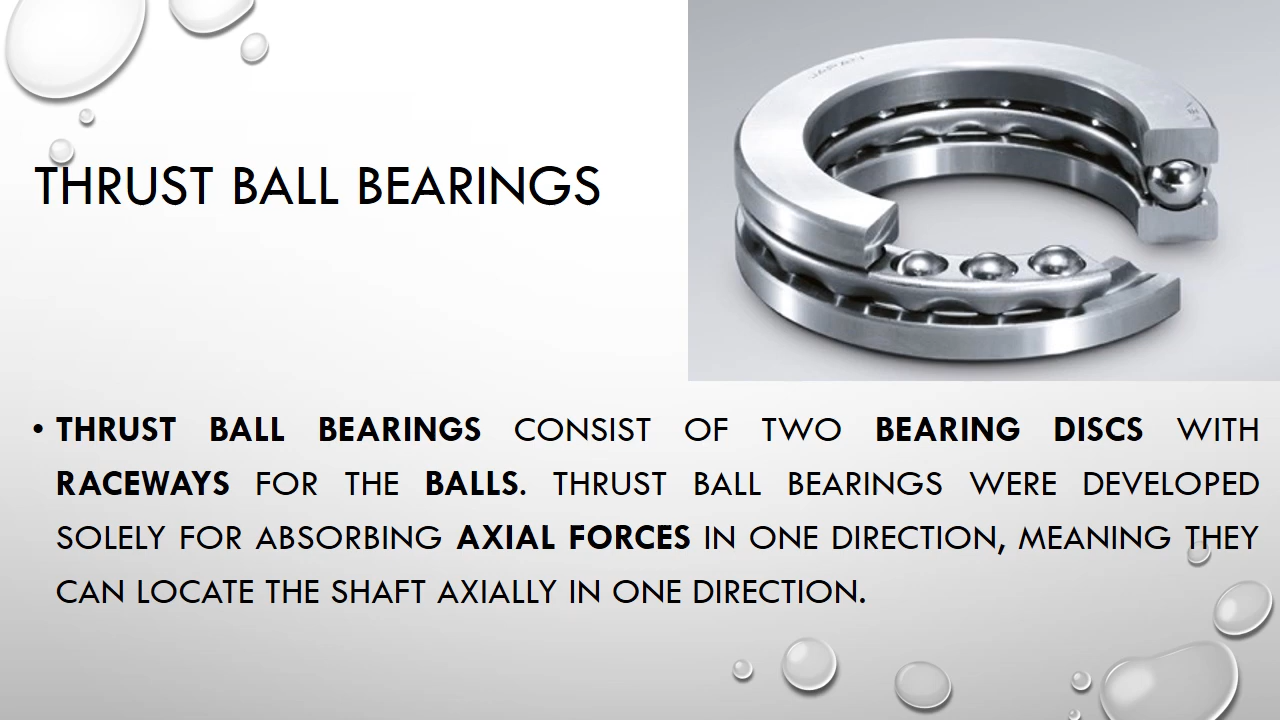 JAPAN
THRUST BALL BEARINGS
• THRUST BALL BEARINGS CONSIST OF TWO BEARING DISCS WITH
RACEWAYS FOR THE BALLS. THRUST BALL BEARINGS WERE DEVELOPED
SOLELY FOR ABSORBING AXIAL FORCES IN ONE DIRECTION, MEANING THEY
CAN LOCATE THE SHAFT AXIALLY IN ONE DIRECTION.